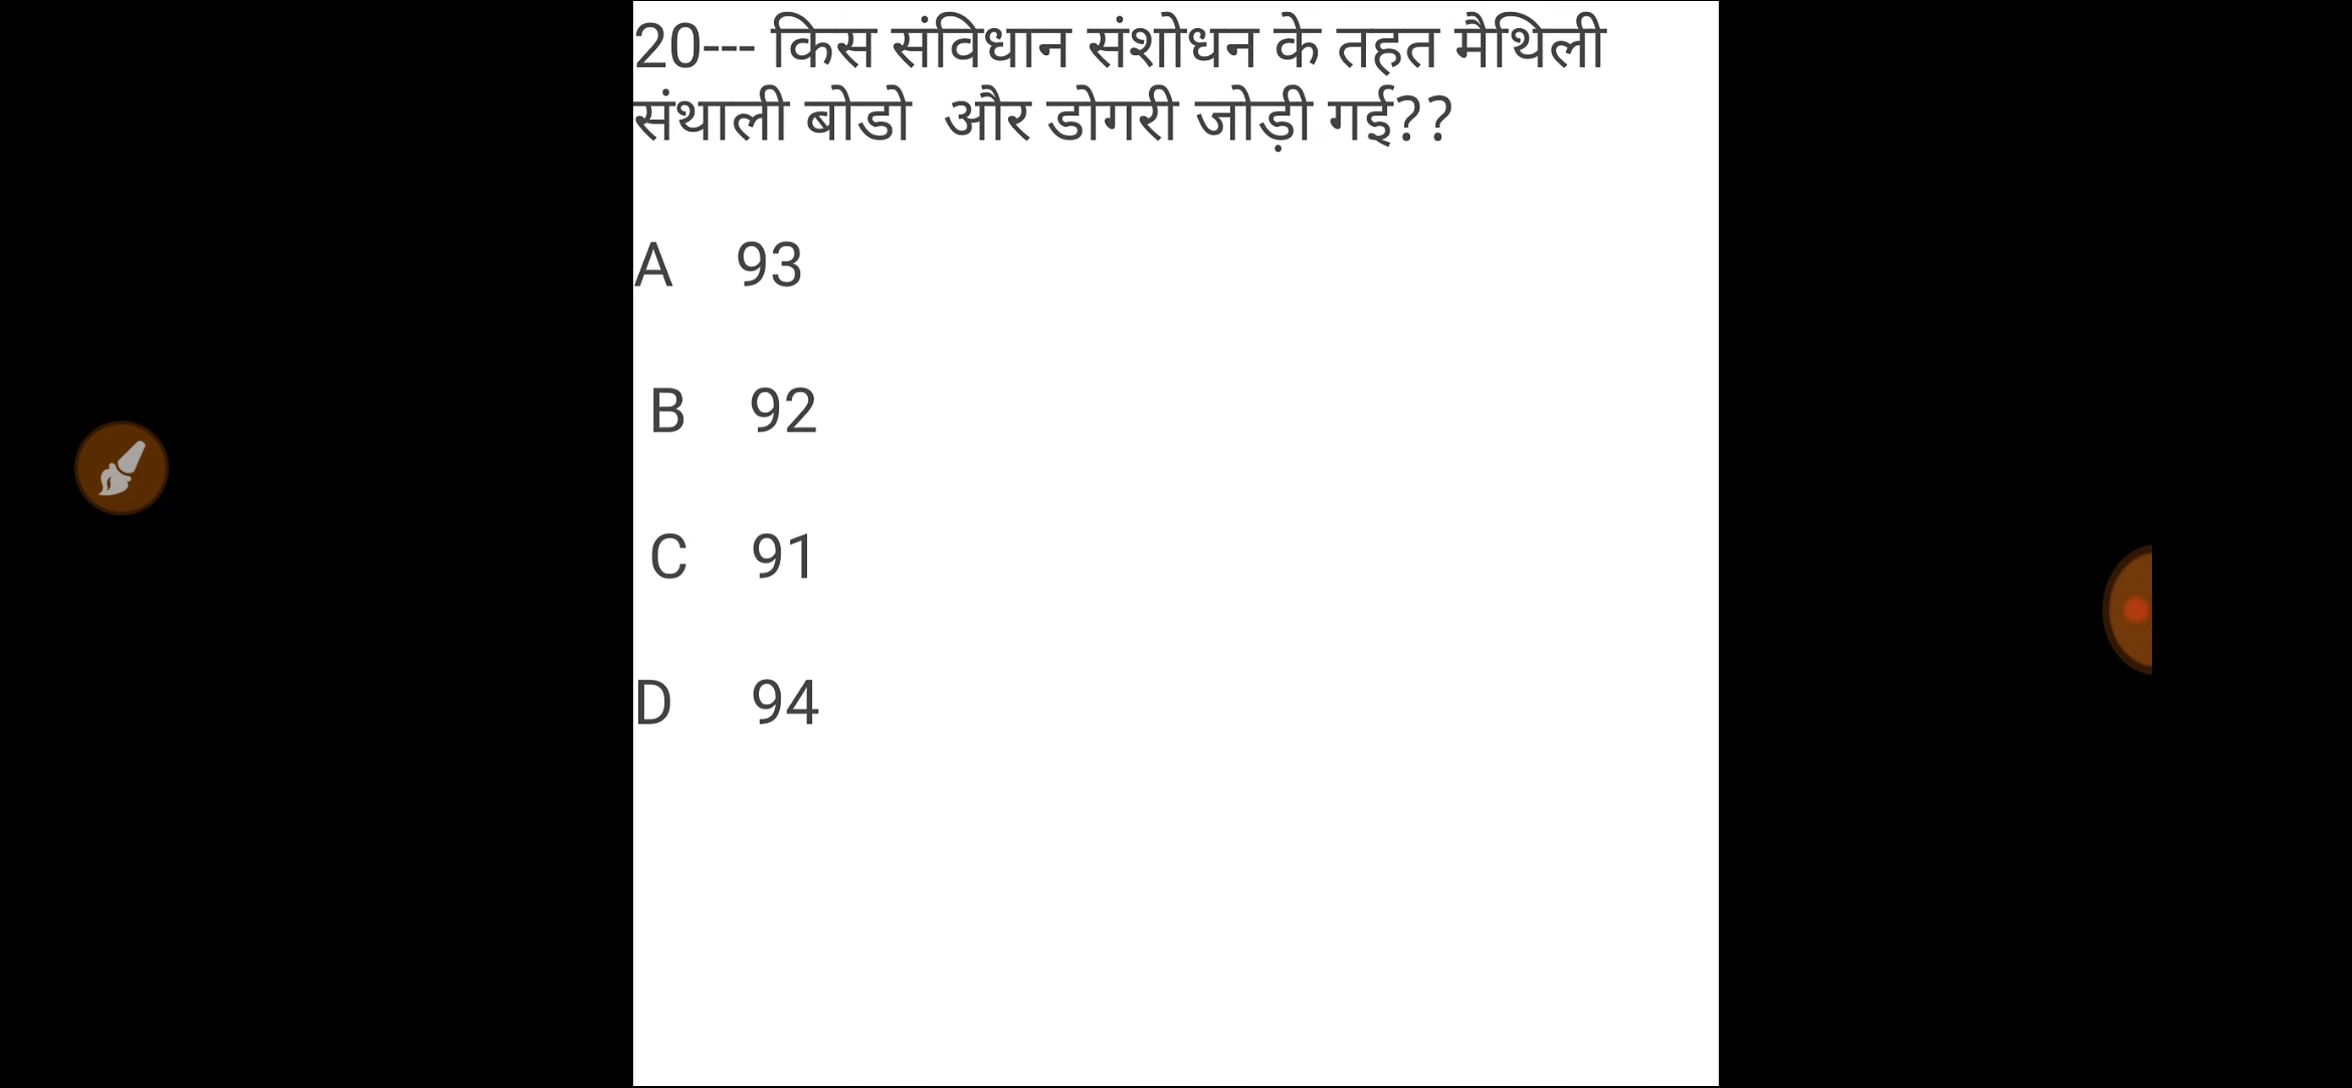 20--- किस संविधान संशोधन के तहत मैथिली
संथाली बोडो और डोगरी जोड़ी गई??
A 93
B 92
C 91
D 94